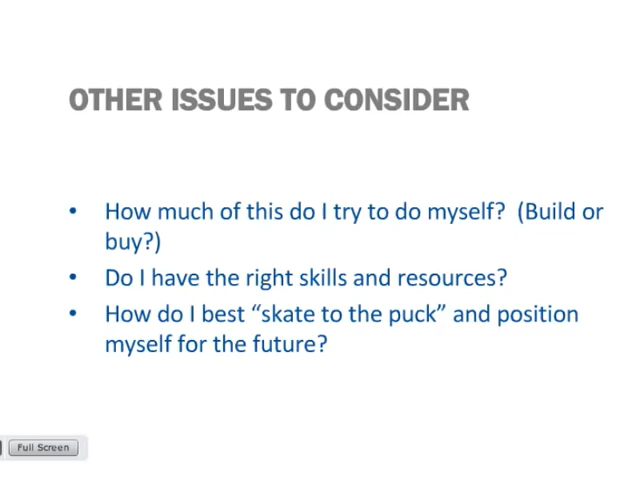 OTHER ISSUES TO CONSIDER
• How much of this do I try to do myself?  (Build or
buy?)
• Do I have the right skills and resources?
• How do I best “skate to the puck” and position
myself for the future?
Full Screen